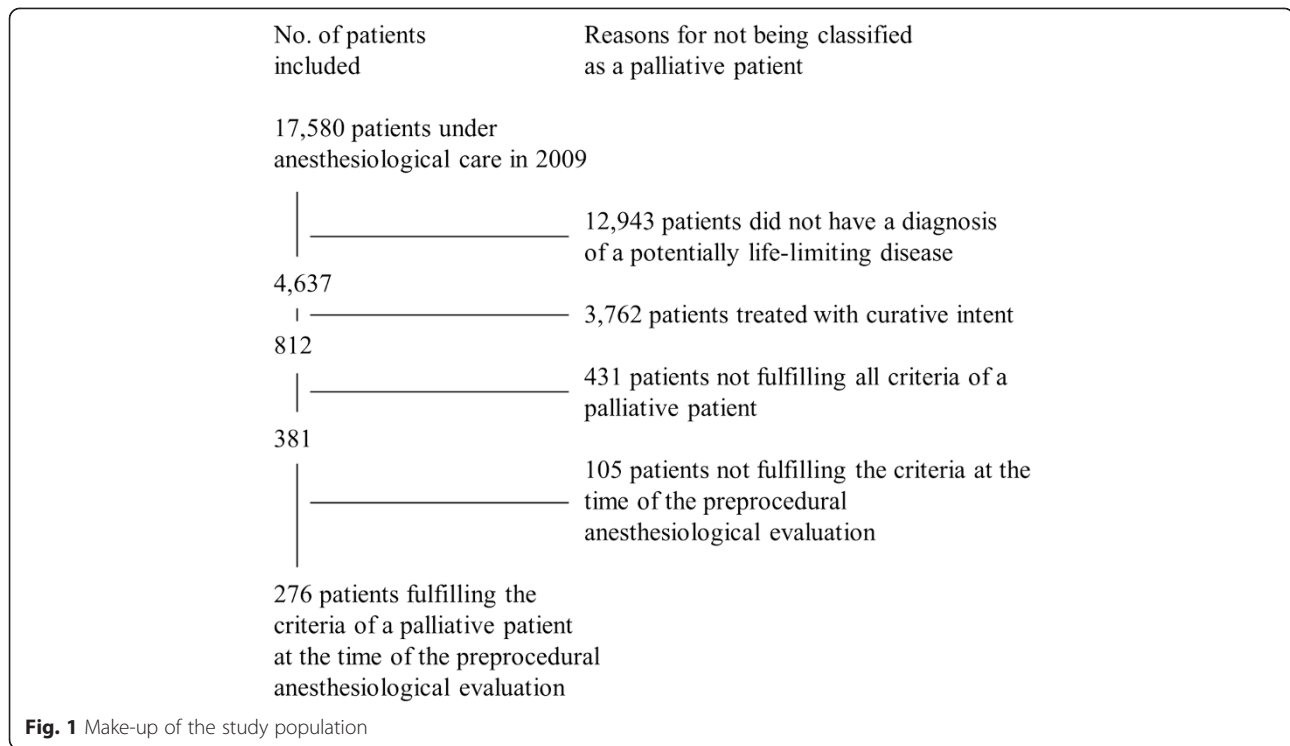 No. of patients
included
Reasons for not being classified
as a palliative patient
17,580 patients under
anesthesiological care in 2009
12,943 patients did not have a diagnosis
of a potentially life-limiting disease
4,637
3,762 patients treated with curative intent
812
431 patients not fulfilling all criteria of a
palliative patient
381
105 patients not fulfilling the criteria at the
time of the preprocedural
anesthesiological evaluation
276 patients fulfilling the
criteria of a palliative patient
at the time of the preprocedural
anesthesiological evaluation
Fig. 1 Make-up of the study population